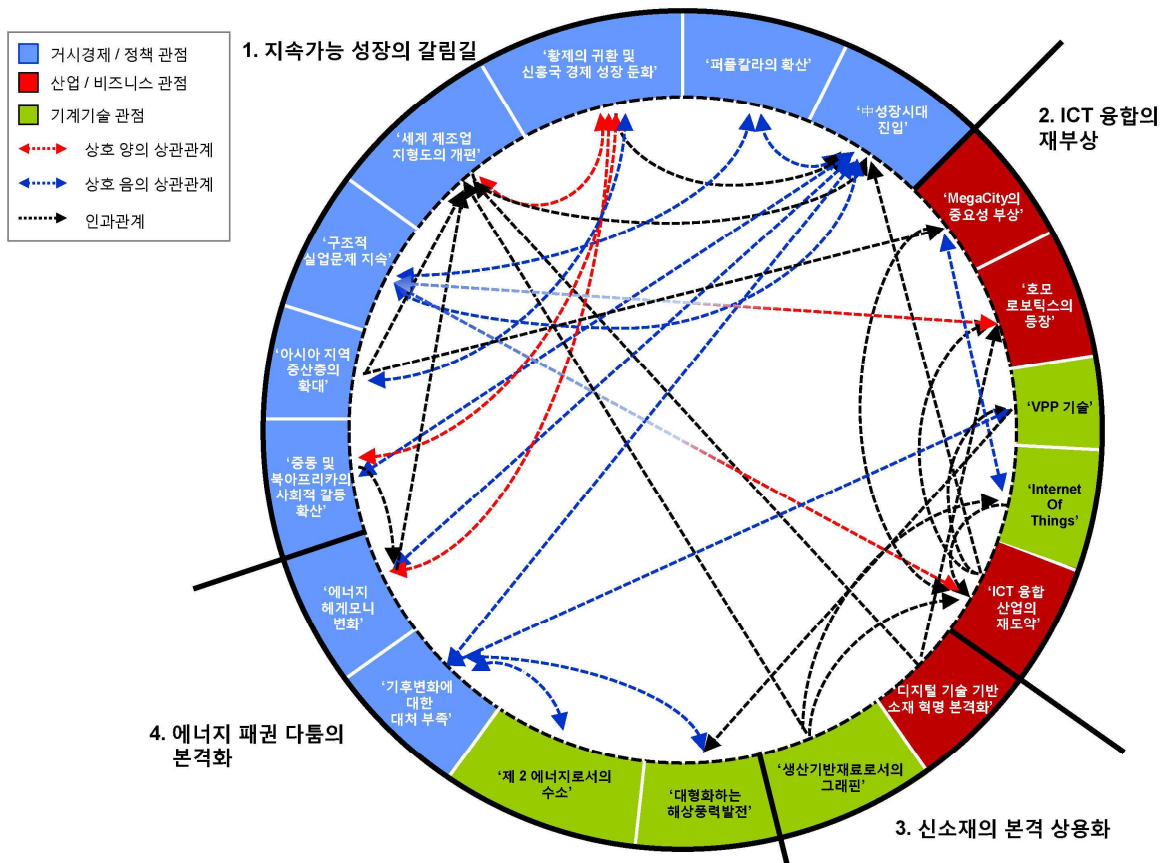 거시경제 / 정책 관점
산업 / 비즈니스 관점
기계기술 관점
상호 양의 상관관계
상호 음의 상관관계
인과관계
1. 지속가능 성장의 갈림길
‘황제의 귀환 및
신흥국 경제 성장 둔화’
‘퍼플칼라의 확산’
‘中성장시대
진입’
2. ICT 융합의
재부상
‘세계 제조업
지형도의 개편’
‘MegaCity의
중요성 부상’
‘구조적
실업문제 지속’
‘호모
로보틱스의
등장’
‘아시아 지역
중산층의
확대’
‘VPP 기술’
‘중동 및
북아프리카의
사회적 갈등
확산’
‘Internet
Of
Things’
‘에너지
헤게모니
변화’
‘ICT 융합
산업의
재도약’
‘기후변화에
대한
대처 부족’
디지털 기술 기반
소재 혁명 본격화’
4. 에너지 패권 다툼의
본격화
‘제 2 에너지로서의
수소’
‘대형화하는
해상풍력발전’
‘생산기반재료로서의
그래핀’
3. 신소재의 본격 상용화